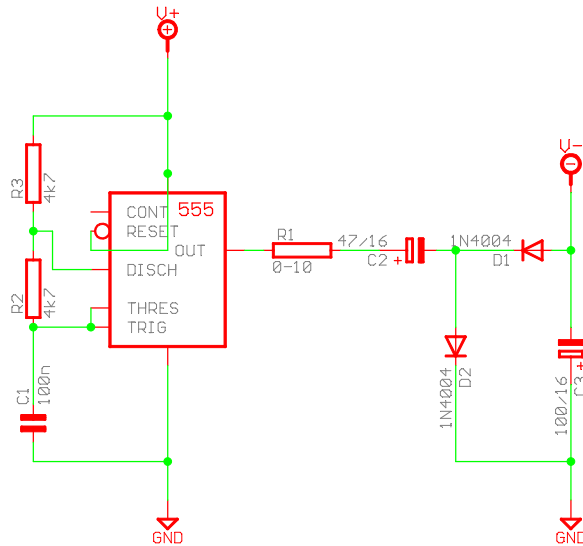 V+
V-
R3
4k7
CONT
555
RESET
OUT
DISCH
R1
0-10
47/16
C2
+
1N4004
D1
R2
4k7
THRES
TRIG
1N4004
D2
+
C3
100/16
C1
100n
GND
GND